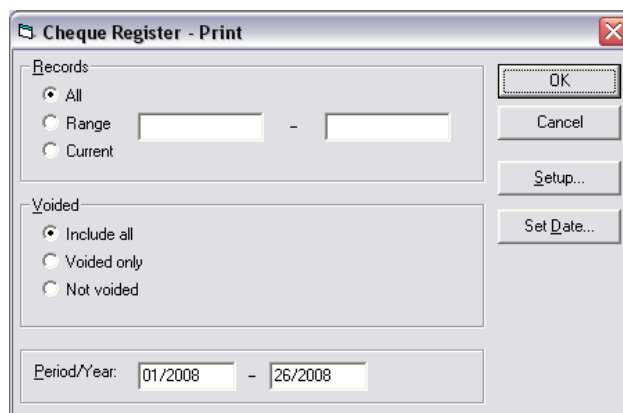 Cheque Register - Print
Records
All
Range –
Current
Voided
Include all
Voided only
Not voided
Period/Year: 01/2008 – 26/2008
OK
Cancel
Setup...
Set Date...